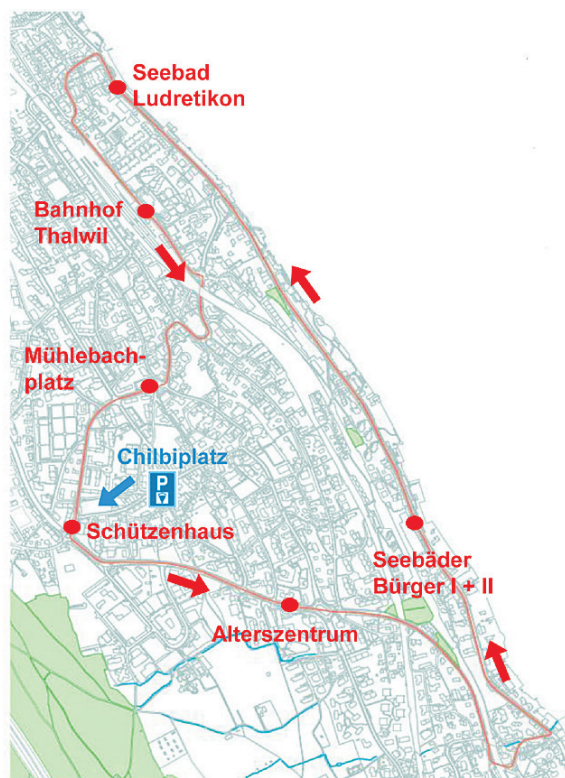 Seebad
Ludretikon
Bahnhof
Thalwil
Mühlebach-
platz
Chilbiplatz
P
Schützenhaus
Seebäder
Bürger I + II
Alterszentrum